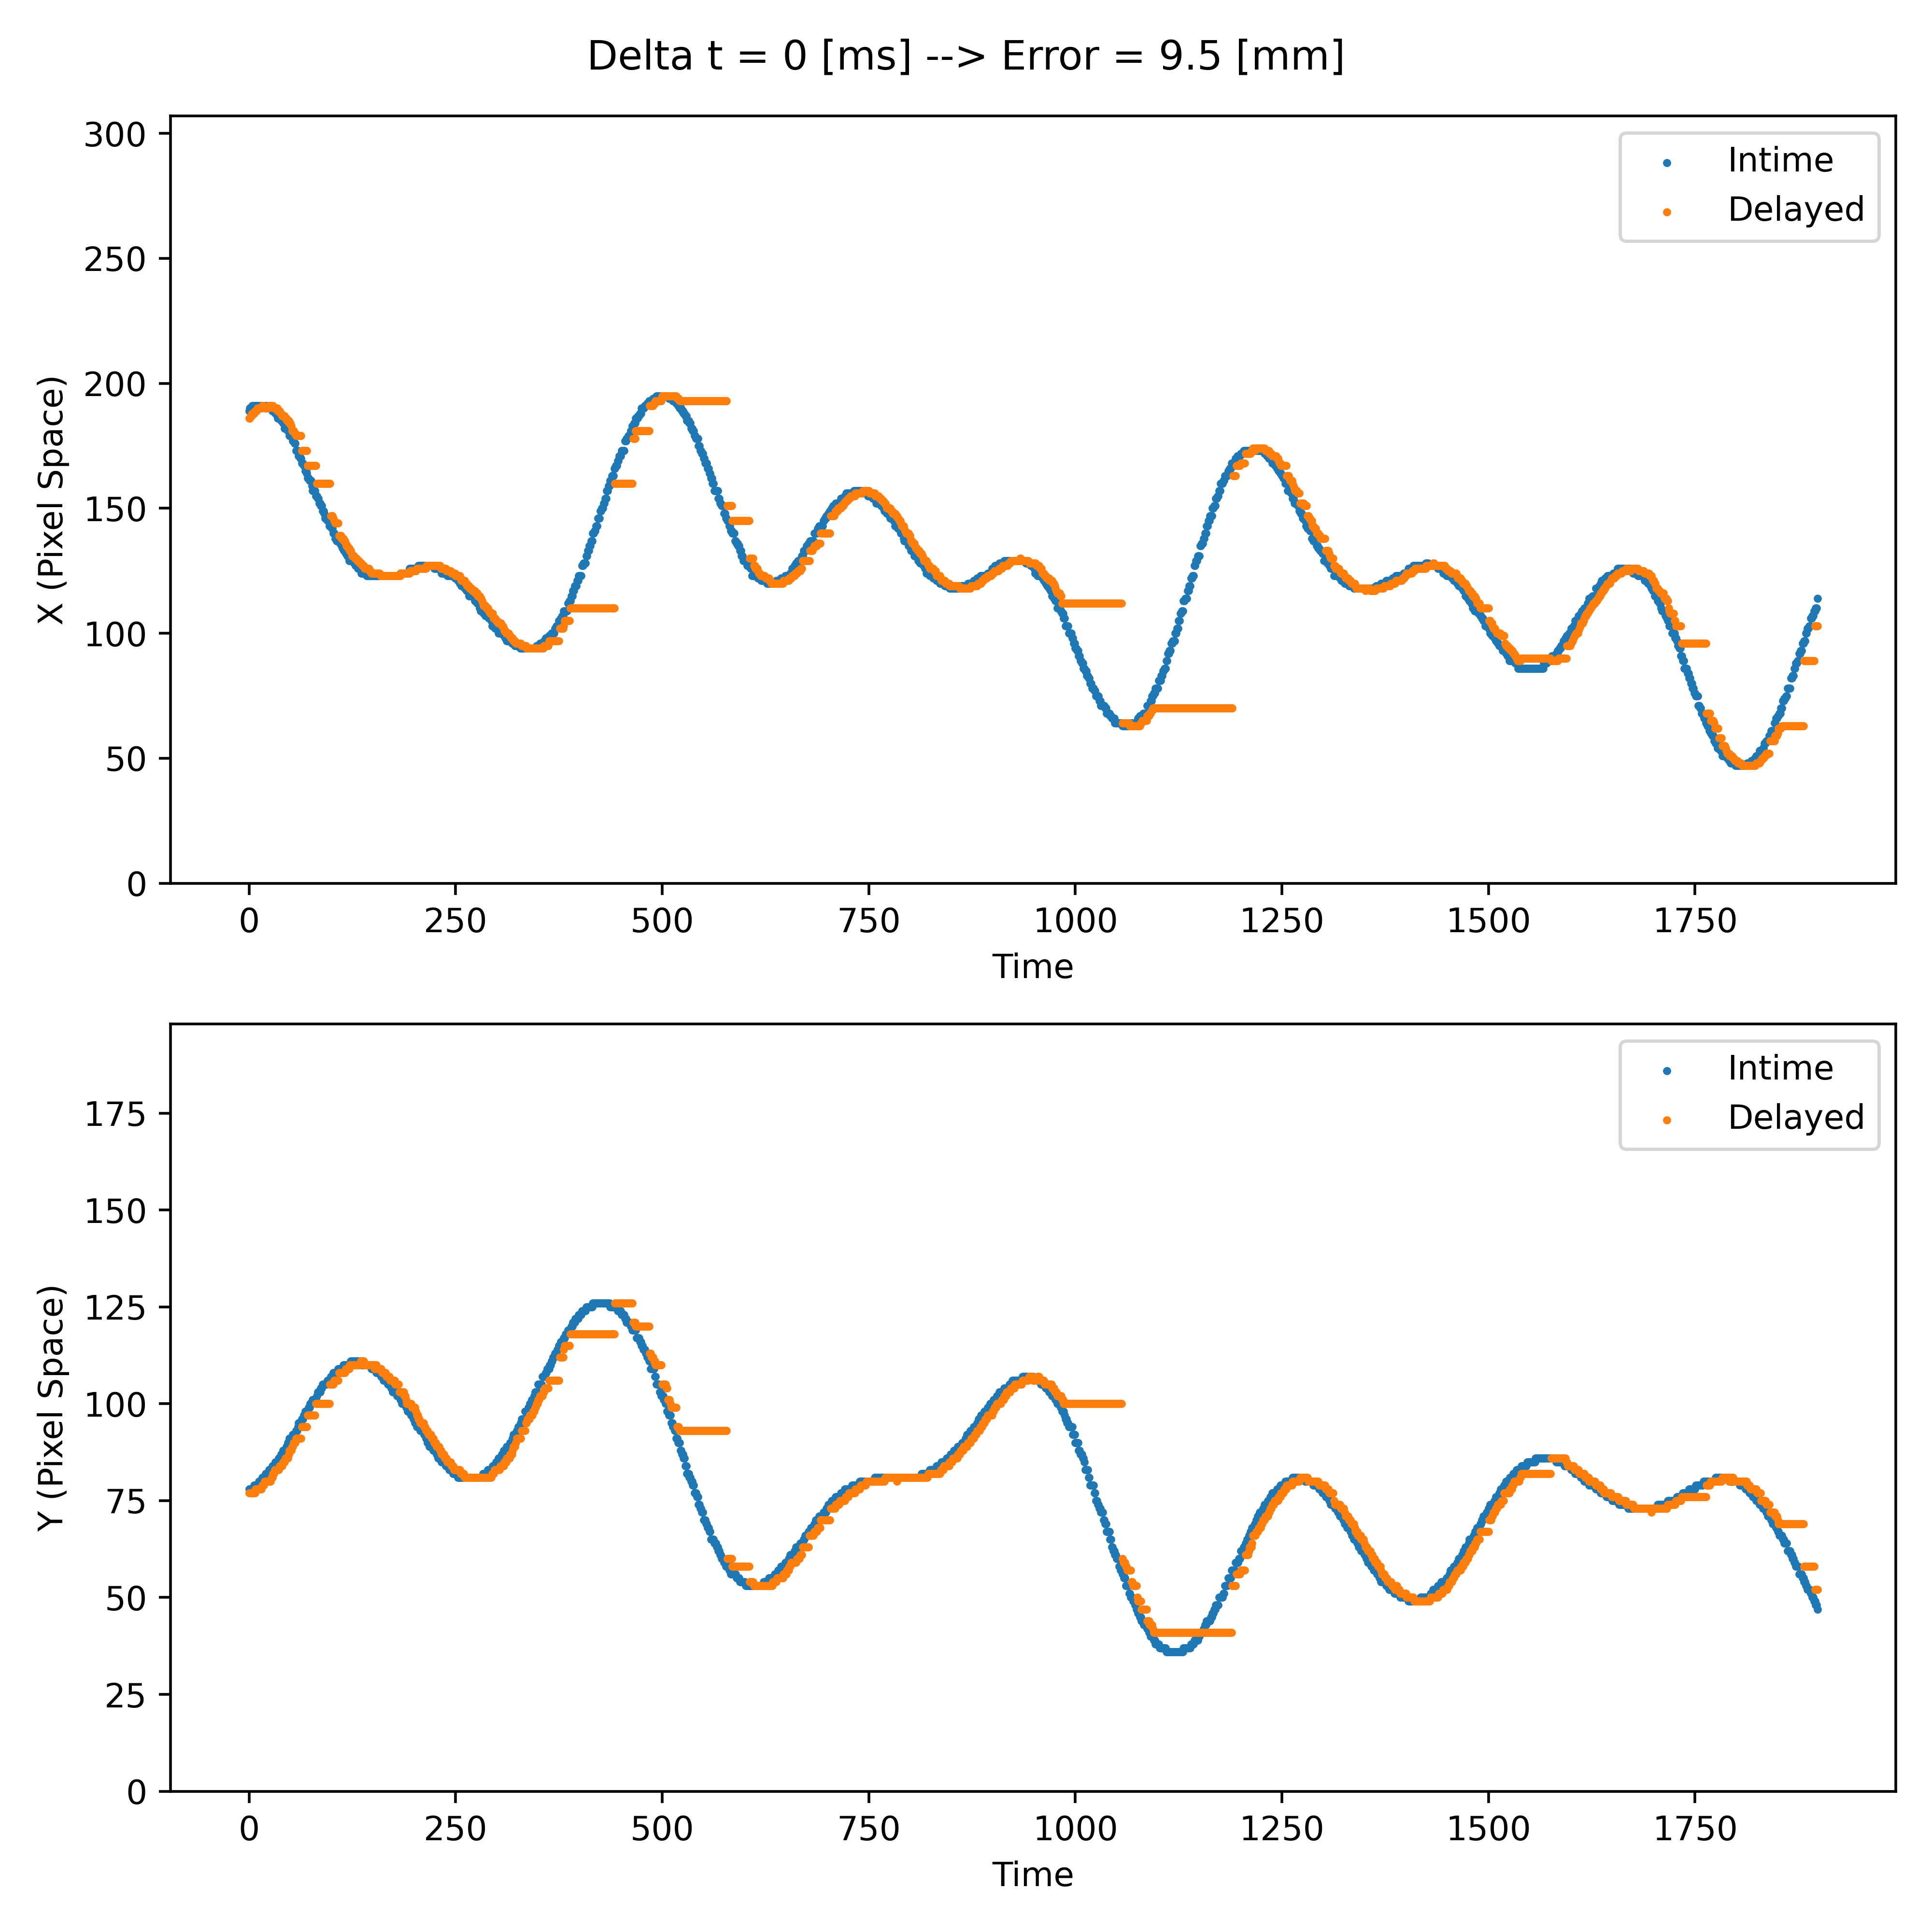 Delta t = 0 [ms] --> Error = 9.5 [mm]
300
250
200
150
100
50
0
X (Pixel Space)
Intime
Delayed
0 250 500 750 1000 1250 1500 1750
Time
175
150
125
100
75
50
25
0
Y (Pixel Space)
Intime
Delayed
0 250 500 750 1000 1250 1500 1750
Time